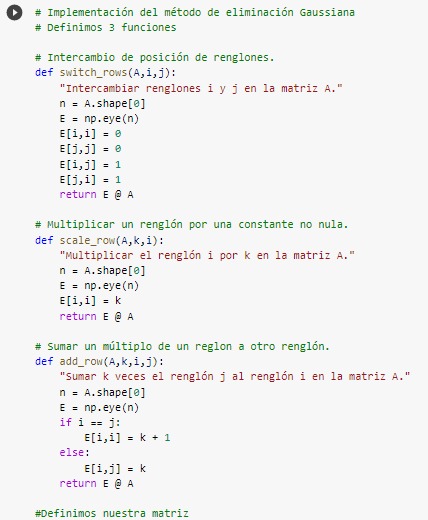 # Implementación del método de eliminación Gaussiana
# Definimos 3 funciones

# Intercambio de posición de renglones.
def switch_rows(A,i,j):
    "Intercambiar renglones i y j en la matriz A."
    n = A.shape[0]
    E = np.eye(n)
    E[i,i] = 0
    E[j,j] = 0
    E[i,j] = 1
    E[j,i] = 1
    return E @ A

# Multiplicar un renglón por una constante no nula.
def scale_row(A,k,i):
    "Multiplicar el renglón i por k en la matriz A."
    n = A.shape[0]
    E = np.eye(n)
    E[i,i] = k
    return E @ A

# Sumar un múltiplo de un reglon a otro renglón.
def add_row(A,k,i,j):
    "Sumar k veces el renglón j al renglón i en la matriz A."
    n = A.shape[0]
    E = np.eye(n)
    if i == j:
        E[i,i] = k + 1
    else:
        E[i,j] = k
    return E @ A

#Definimos nuestra matriz